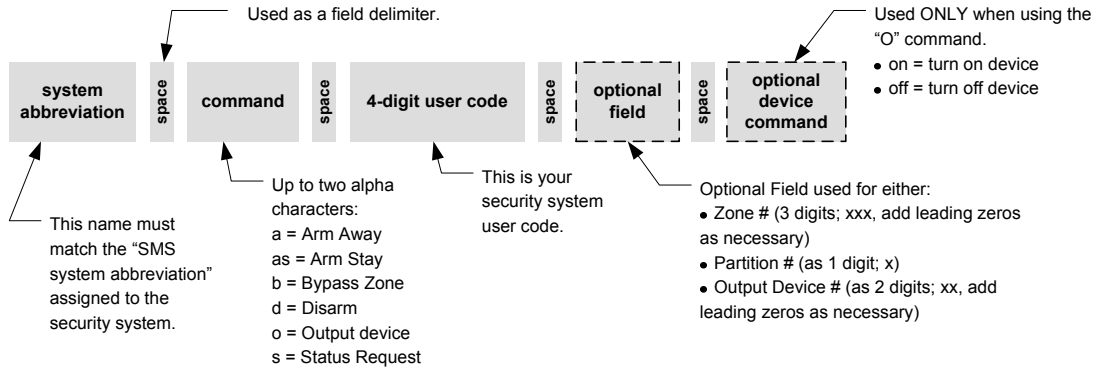 Used as a field delimiter.
Used ONLY when using the
“O” command.
• on = turn on device
• off = turn off device
system
abbreviation
space
command
space
4-digit user code
space
optional
field
space
optional
device
command
This name must
match the “SMS
system abbreviation”
assigned to the
security system.
Up to two alpha
characters:
a = Arm Away
as = Arm Stay
b = Bypass Zone
d = Disarm
o = Output device
s = Status Request
This is your
security system
user code.
Optional Field used for either:
• Zone # (3 digits; xxx, add leading zeros
as necessary)
• Partition # (as 1 digit; x)
• Output Device # (as 2 digits; xx, add
leading zeros as necessary)